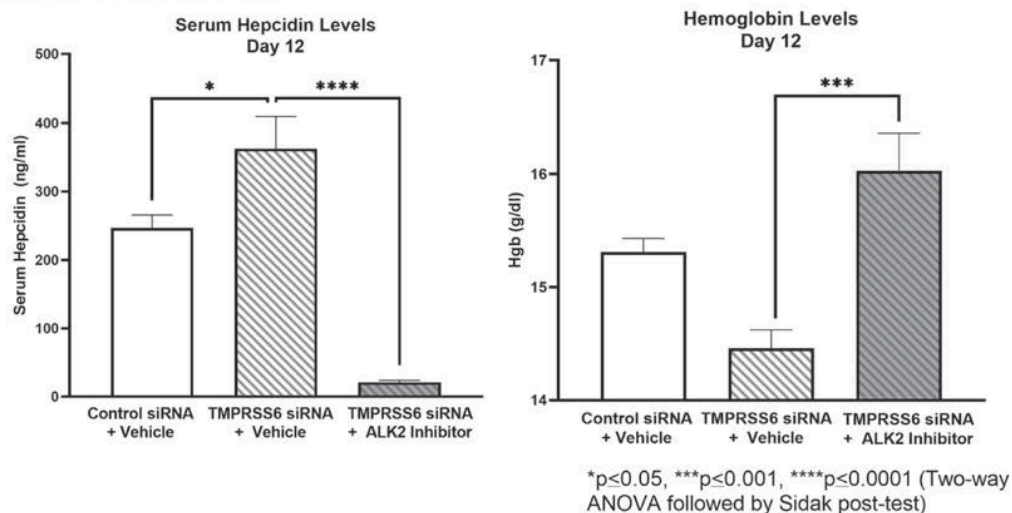 Serum Hepcidin Levels
Day 12
500
400
300
200
100
0
Serum Hepcidin (ng/ml)
*
****
Control siRNA
+ Vehicle
TMPRSS6 siRNA
+ Vehicle
TMPRSS6 siRNA
+ ALK2 Inhibitor
Hemoglobin Levels
Day 12
17
16
15
14
Hgb (g/dl)
***
Control siRNA
+ Vehicle
TMPRSS6 siRNA
+ Vehicle
TMPRSS6 siRNA
+ ALK2 Inhibitor
*p≤0.05, ***p≤0.001, ****p≤0.0001 (Two-way
ANOVA followed by Sidak post-test)